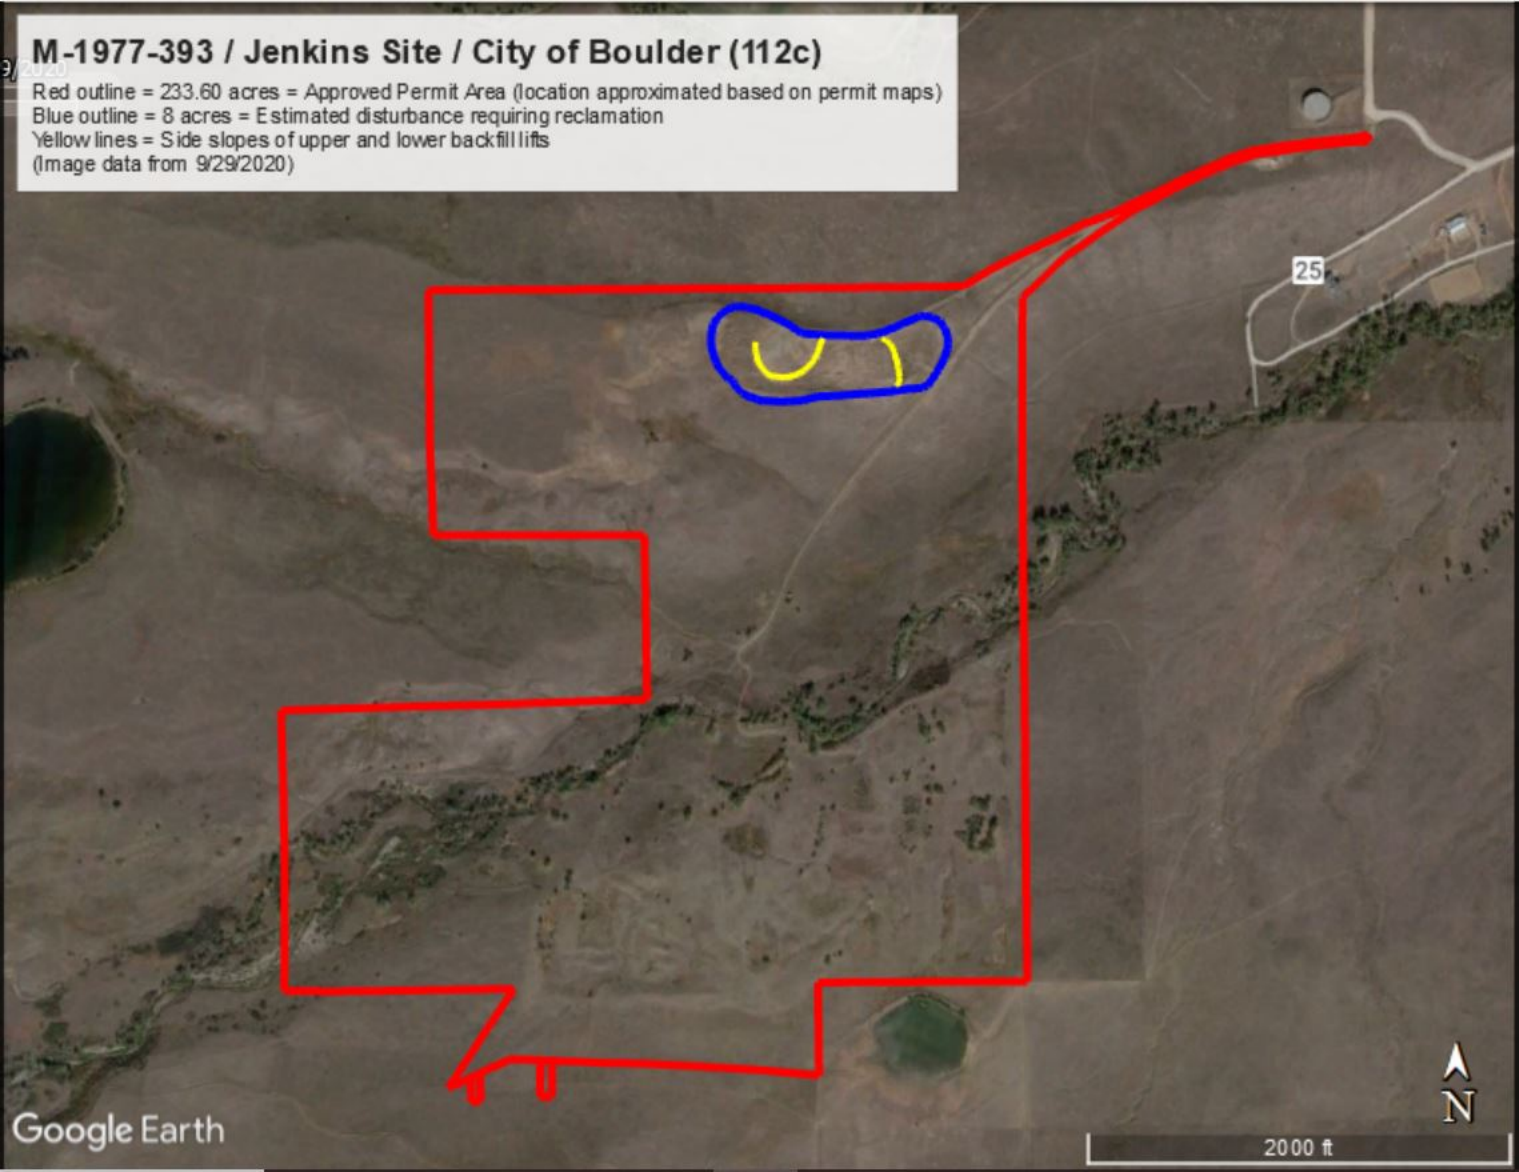 M-1977-393 / Jenkins Site / City of Boulder (112c)
9/2020
Red outline = 233.60 acres = Approved Permit Area (location approximated based on permit maps)
Blue outline = 8 acres = Estimated disturbance requiring reclamation
Yellow lines = Side slopes of upper and lower backfill lifts
(Image data from 9/29/2020)
25
N
Google Earth
2000 ft